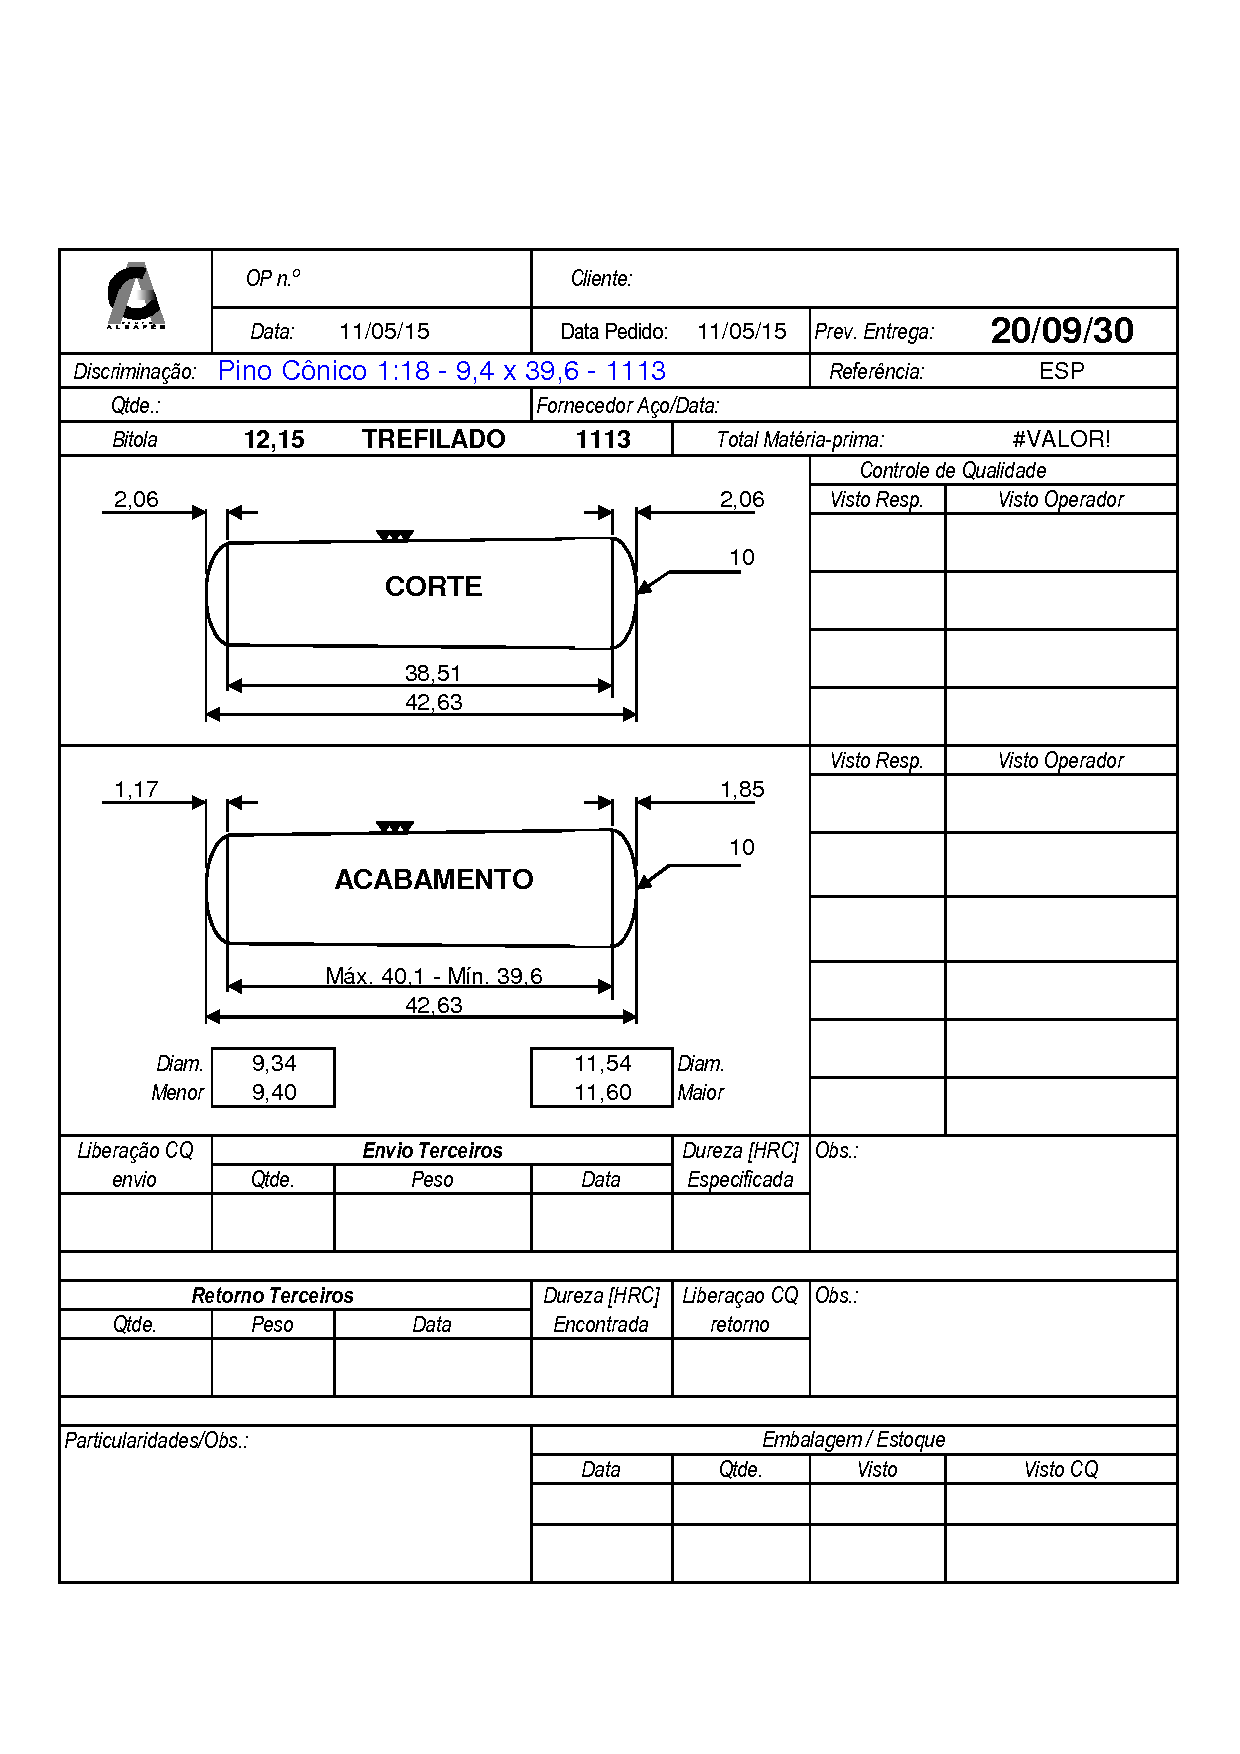 OP n.º
Cliente:
ALSAFES
Data: 11/05/15 Data Pedido: 11/05/15 Prev. Entrega: 20/09/30
Discriminação: Pino Cônico 1:18 - 9,4 x 39,6 - 1113 Referência: ESP
Qtde.: Fornecedor Aço/Data:
Bitola 12,15 TREFILADO 1113 Total Matéria-prima: #VALOR!
Controle de Qualidade
2,06 2,06 Visto Resp. Visto Operador
10
CORTE
38,51
42,63
Visto Resp. Visto Operador
1,17 1,85
10
ACABAMENTO
Máx. 40,1 - Mín. 39,6
42,63
Diam. 9,34 11,54 Diam.
Menor 9,40 11,60 Maior
Liberação CQ Envio Terceiros Dureza [HRC] Obs.:
envio Qtde. Peso Data Especificada
Retorno Terceiros Dureza [HRC] Liberaçao CQ Obs.:
Qtde. Peso Data Encontrada retorno
Particularidades/Obs.: Embalagem / Estoque
Data Qtde. Visto Visto CQ